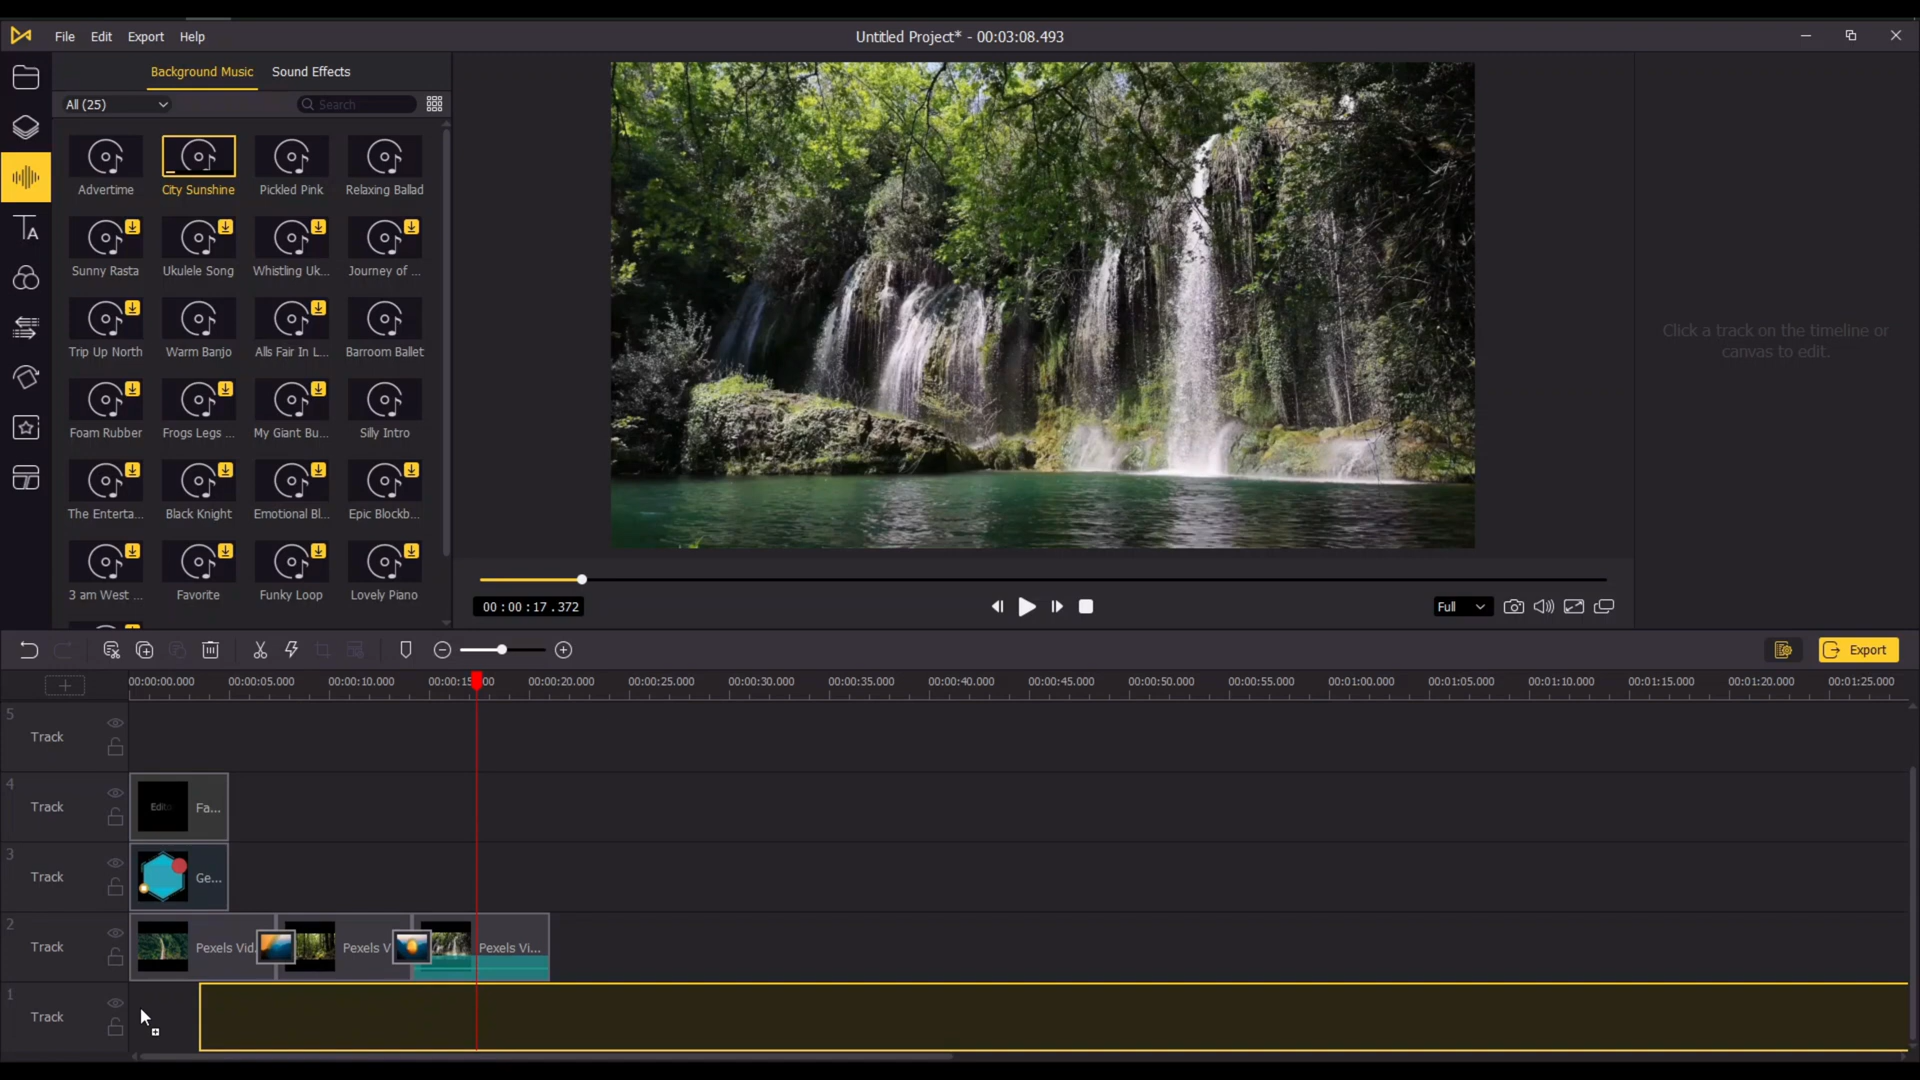 File Edit Export Help
Untitled Project* - 00:03:08.493
Background Music Sound Effects
All (25) Search
Advertime City Sunshine Pickled Pink Relaxing Ballad
Sunny Rasta Ukulele Song Whistling Uk... Journey of ...
Trip Up North Warm Banjo Alls Fair In L... Barroom Ballet
Foam Rubber Frogs Legs ... My Giant Bu... Silly Intro
The Enterta... Black Knight Emotional Bl... Epic Blockb...
3 am West ... Favorite Funky Loop Lovely Piano
Click a track on the timeline or
canvas to edit.
00 : 00 : 17 . 372
Full
Export
00:00:00.000 00:00:05.000 00:00:10.000 00:00:20.000 00:00:25.000 00:00:30.000 00:00:35.000 00:00:40.000 00:00:45.000 00:00:50.000 00:00:55.000 00:01:00.000 00:01:05.000 00:01:10.000 00:01:15.000 00:01:20.000 00:01:25.000
5
Track
4
Track
Fa...
3
Track
Ge...
2
Track
Pexels Vid. Pexels V Pexels Vi...
1
Track